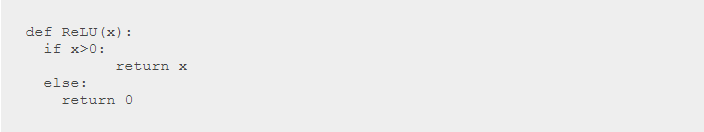 def ReLU(x):
  if x>0:
          return x
  else:
    return 0